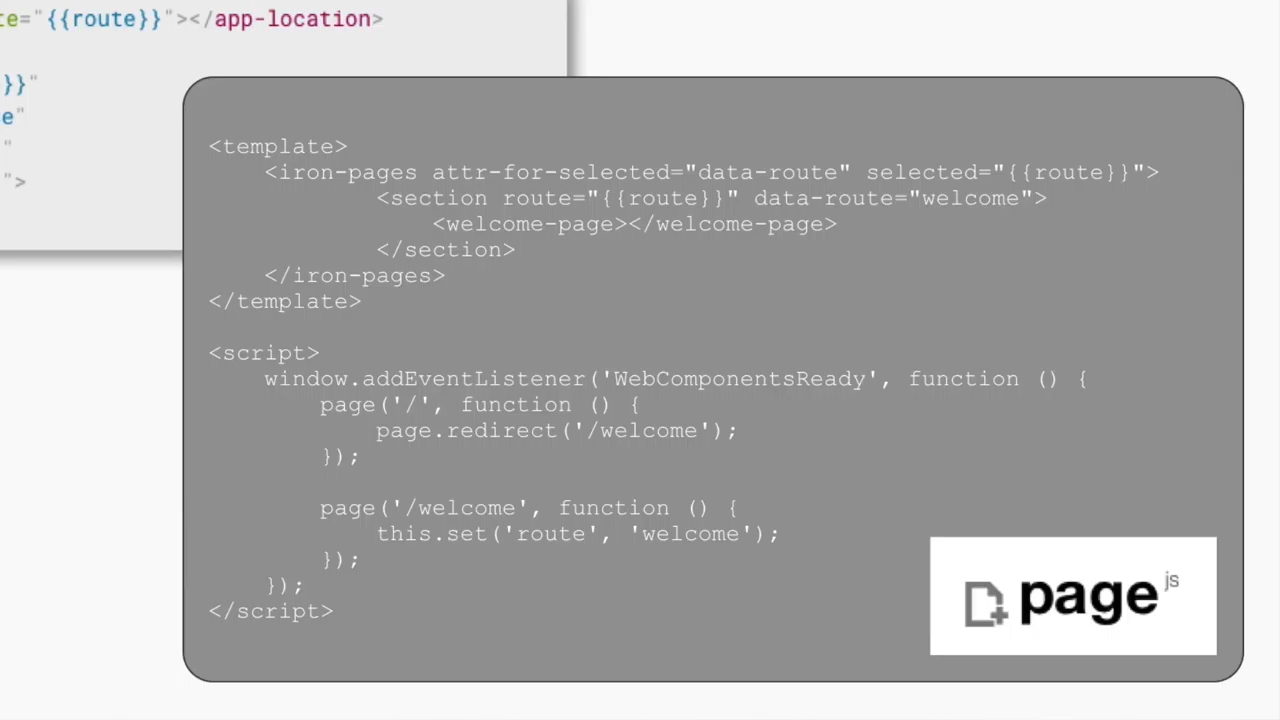 te="{{route}}"></app-location>
}}"
e"
"
">
<template>
<iron-pages attr-for-selected="data-route" selected="{{route}}">
<section route="{{route}}" data-route="welcome">
<welcome-page></welcome-page>
</section>
</iron-pages>
</template>
<script>
window.addEventListener('WebComponentsReady', function () {
page('/', function () {
page.redirect('/welcome');
});
page('/welcome', function () {
this.set('route', 'welcome');
});
});
</script>
page js